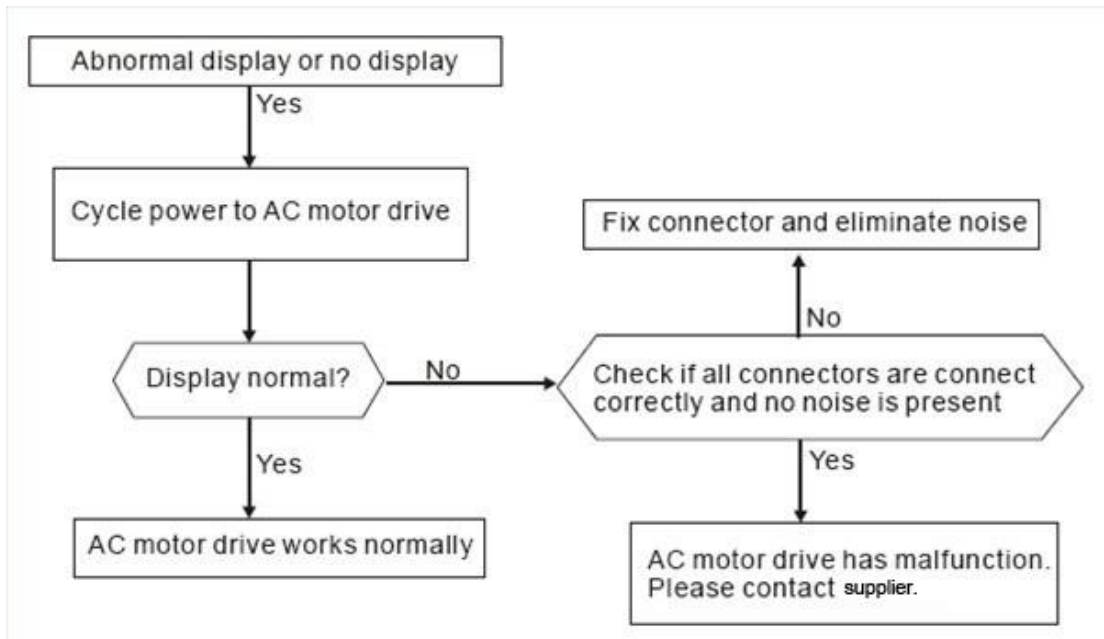 Abnormal display or no display
Yes
Cycle power to AC motor drive
Display normal?
No
Yes
AC motor drive works normally
Check if all connectors are connect
correctly and no noise is present
No
Fix connector and eliminate noise
Yes
AC motor drive has malfunction.
Please contact supplier.